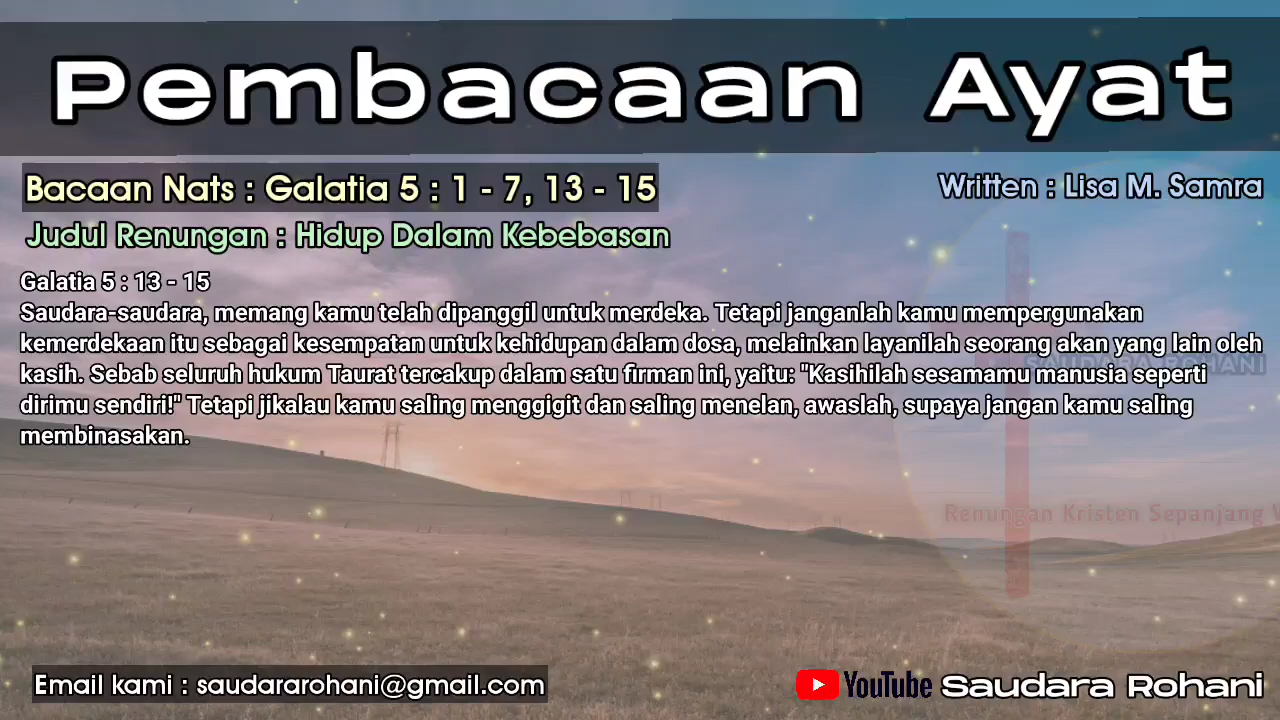 Pembacaan Ayat
Bacaan Nats : Galatia 5 : 1 - 7, 13 - 15
Written : Lisa M. Samra
Judul Renungan : Hidup Dalam Kebebasan
Galatia 5 : 13 - 15
Saudara-saudara, memang kamu telah dipanggil untuk merdeka. Tetapi janganlah kamu mempergunakan
kemerdekaan itu sebagai kesempatan untuk kehidupan dalam dosa, melainkan layanilah seorang akan yang lain oleh
kasih. Sebab seluruh hukum Taurat tercakup dalam satu firman ini, yaitu: "Kasihilah sesamamu manusia seperti
dirimu sendiri!" Tetapi jikalau kamu saling menggigit dan saling menelan, awaslah, supaya jangan kamu saling
membinasakan.
SAUDARA ROHANI
Renungan Kristen Sepanjang
Email kami : saudararohani@gmail.com
YouTube Saudara Rohani